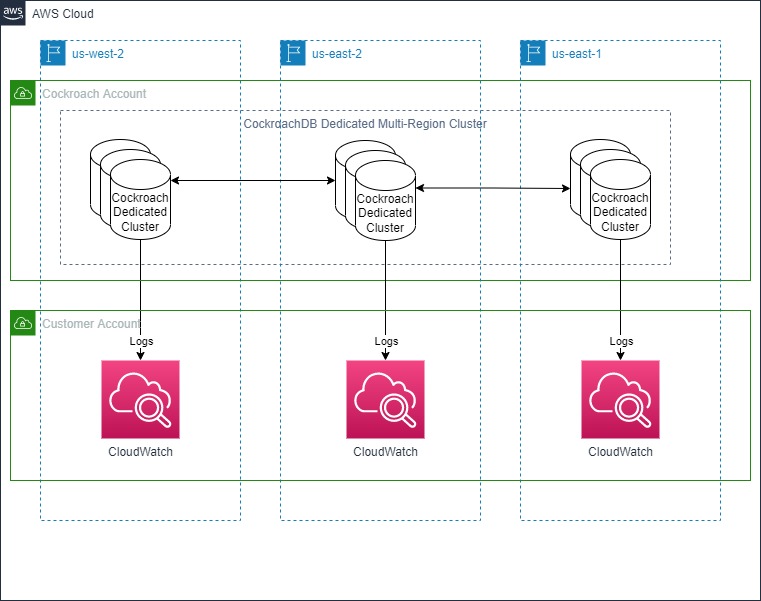 aws
AWS Cloud
us-west-2
us-east-2
us-east-1
Cockroach Account
CockroachDB Dedicated Multi-Region Cluster
Cockroach
Dedicated
Cluster
Cockroach
Dedicated
Cluster
Cockroach
Dedicated
Cluster
Customer Account
Logs
Logs
Logs
CloudWatch
CloudWatch
CloudWatch